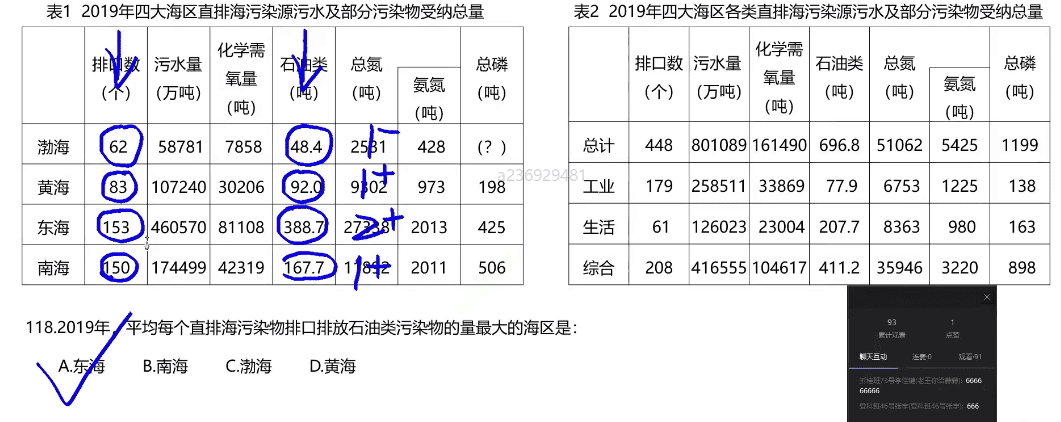 表1 2019年四大海区直排海污染源污水及部分污染物受纳总量
排口数（个） 污水量（万吨） 化学需氧量（吨） 石油类（吨） 总氮（吨） 氨氮（吨） 总磷（吨）
渤海 62 58781 7858 48.4 2531 428 （？）
黄海 83 107240 30206 92.0 9302 973 198
东海 153 460570 81108 388.7 2013 425
南海 150 174499 42319 167.7 2011 506
1-
1+
2+
1+
表2 2019年四大海区各类直排海污染源污水及部分污染物受纳总量
排口数（个） 污水量（万吨） 化学需氧量（吨） 石油类（吨） 总氮（吨） 氨氮（吨） 总磷（吨）
总计 448 801089 161490 696.8 51062 5425 1199
工业 179 258511 33869 77.9 6753 1225 138
生活 61 126023 23004 207.7 8363 980 163
综合 208 416555 104617 411.2 35946 3220 898
a236929481
118.2019年，平均每个直排海污染物排口排放石油类污染物的量最大的海区是：
A.东海 B.南海 C.渤海 D.黄海
93 1
累计观看 点赞
聊天互动 连麦·0 观看·91
6666
66666
666